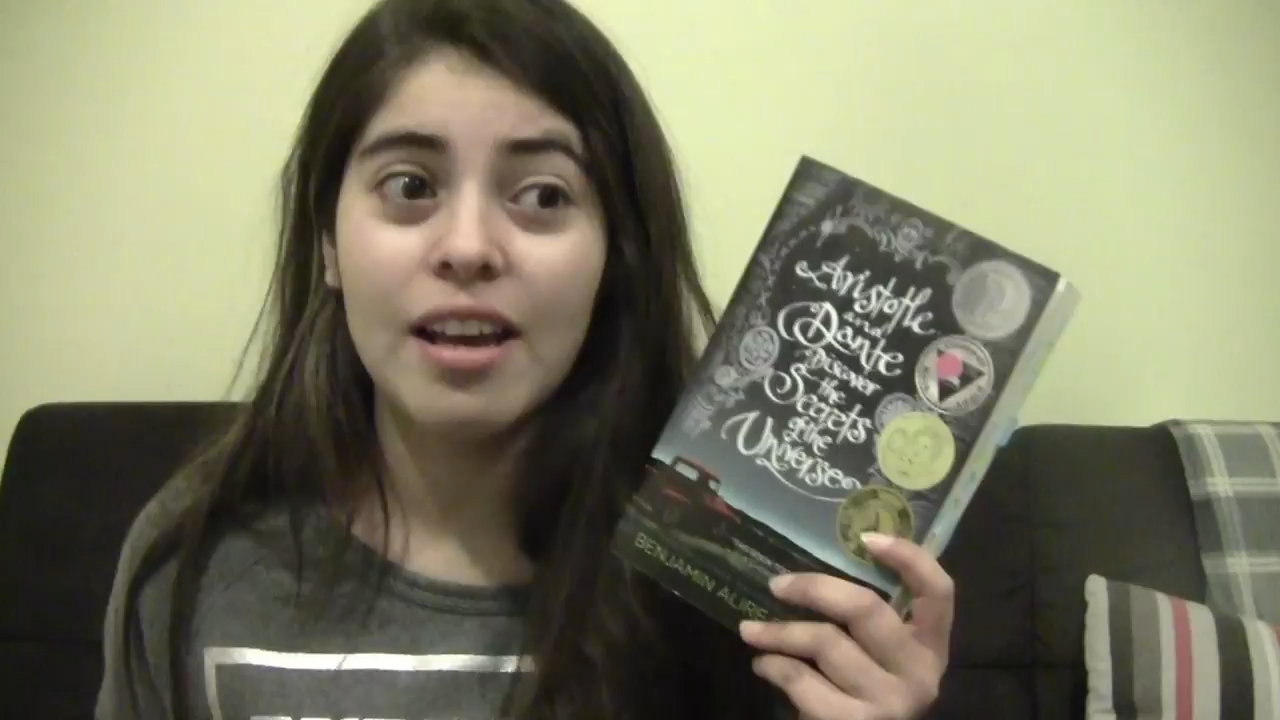 Aristotle
and
Dante
Discover
the
Secrets
of the
Universe
BENJAMIN ALIRE